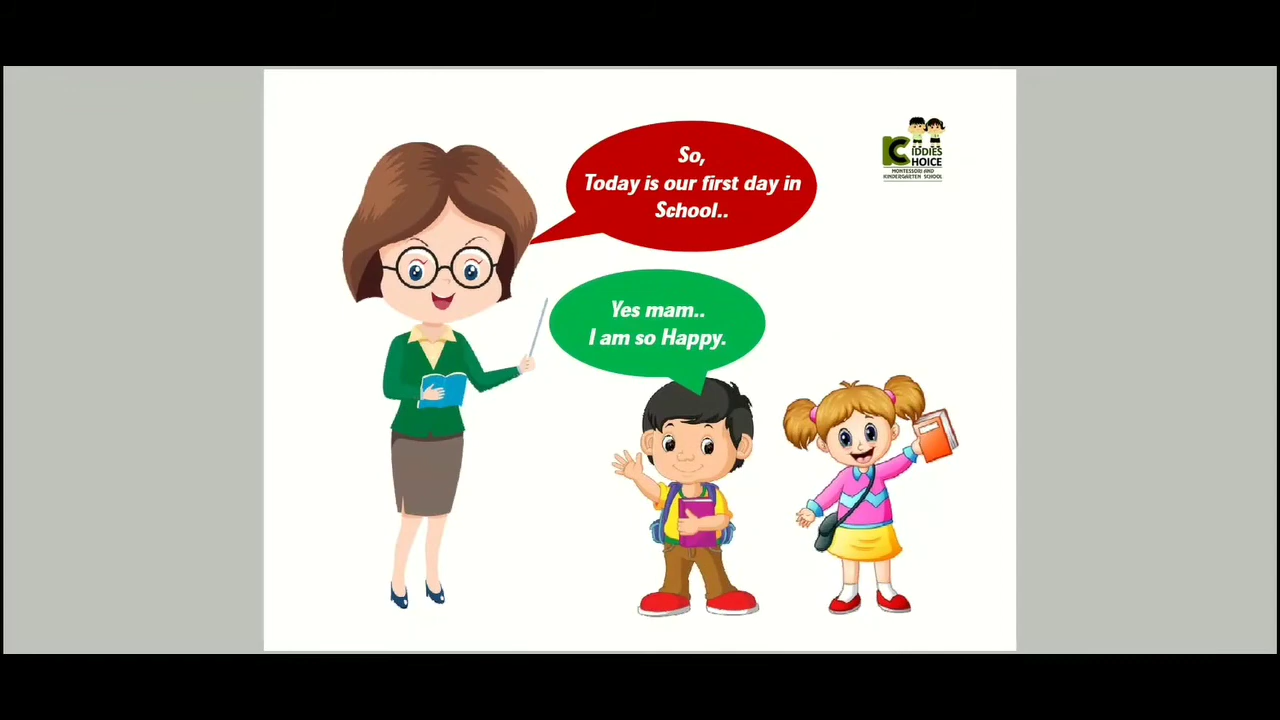 So,
Today is our first day in
School..
KIDDIES
CHOICE
MONTESSORI AND
KINDERGARTEN SCHOOL
Yes mam..
I am so Happy.